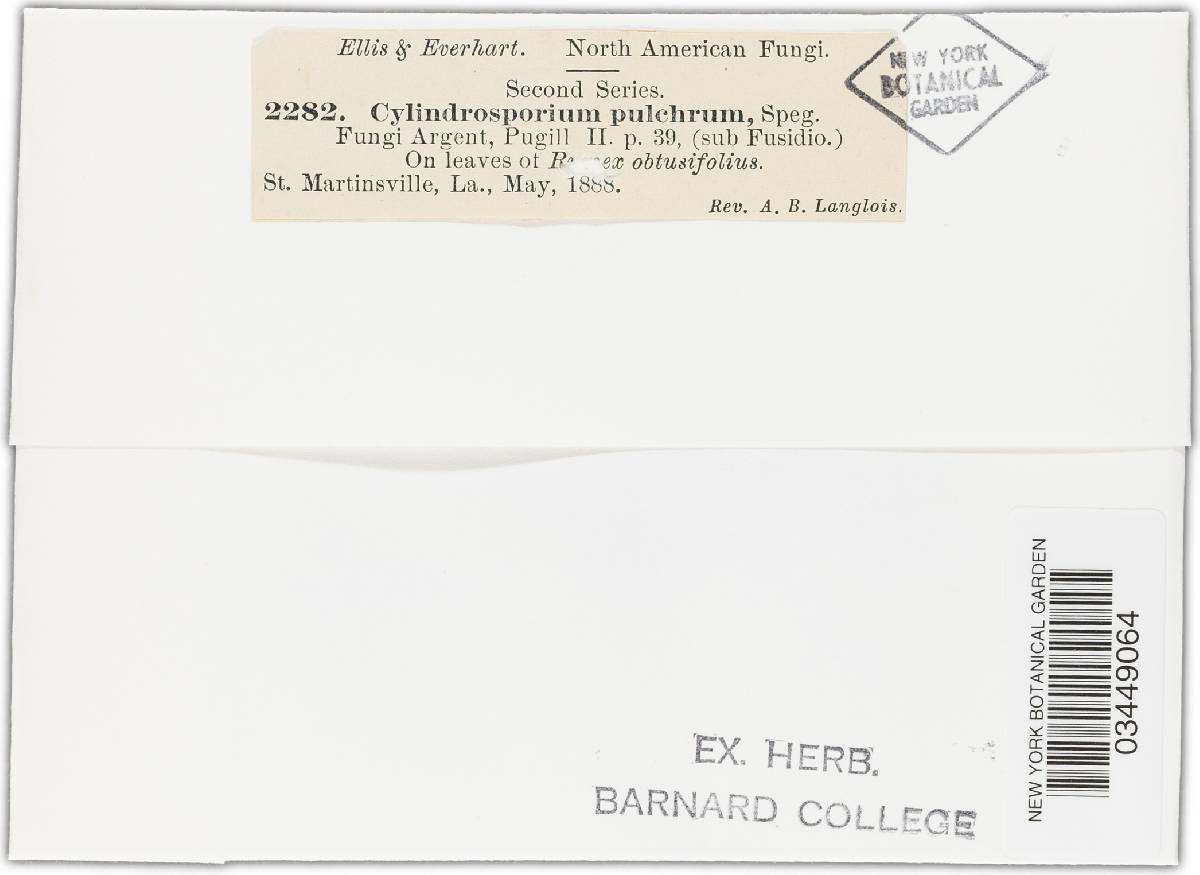 Ellis & Everhart. North American Fungi.
Second Series.
2282. Cylindrosporium pulchrum, Speg.
Fungi Argent, Pugill II. p. 39, (sub Fusidio.)
On leaves of obtusifolius.
St. Martinsville, La., May, 1888.
Rev. A. B. Langlois.
NEW YORK
BOTANICAL
GARDEN
NEW YORK BOTANICAL GARDEN
03449064
EX. HERB.
BARNARD COLLEGE